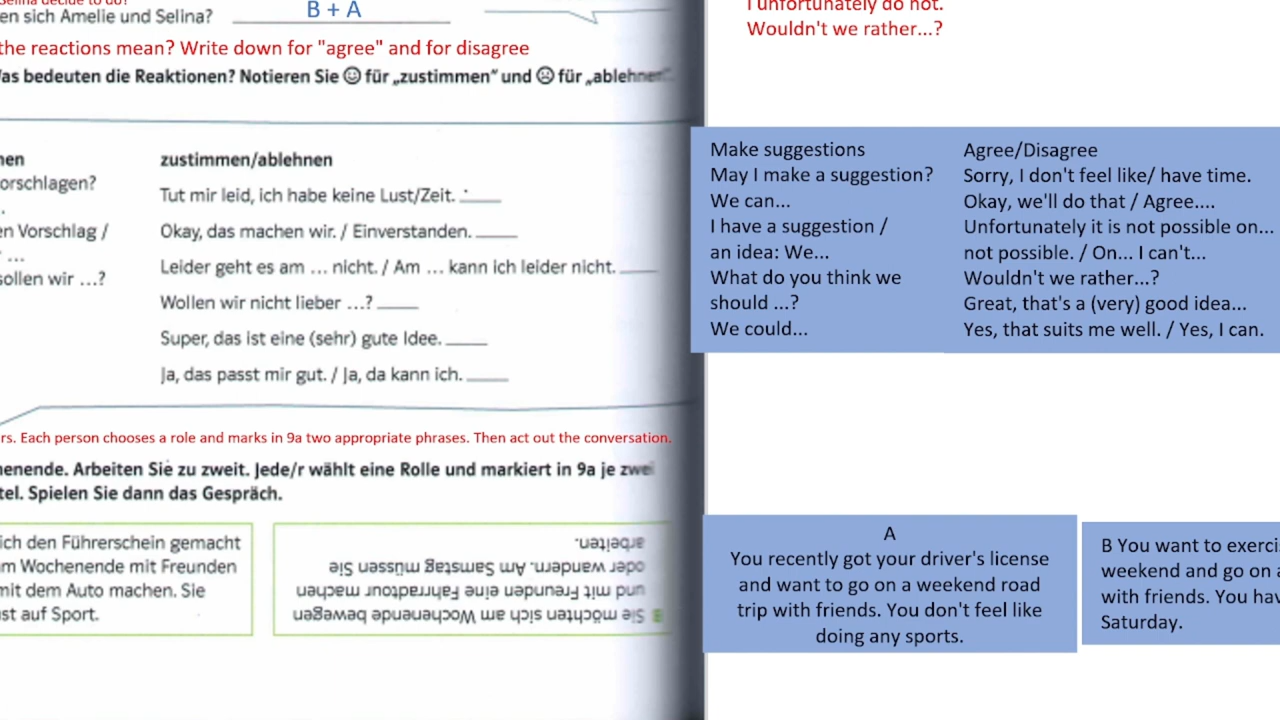 Selina decide to do?
en sich Amelie und Selina? B + A
the reactions mean? Write down for "agree" and for disagree
Was bedeuten die Reaktionen? Notieren Sie ☺ für „zustimmen" und ☹ für „ablehnen".
nen
orschlagen?
.
en Vorschlag /
...
sollen wir ...?
zustimmen/ablehnen
Tut mir leid, ich habe keine Lust/Zeit. ____
Okay, das machen wir. / Einverstanden. ____
Leider geht es am ... nicht. / Am ... kann ich leider nicht. ____
Wollen wir nicht lieber ...? ____
Super, das ist eine (sehr) gute Idee. ____
Ja, das passt mir gut. / Ja, da kann ich. ____
rs. Each person chooses a role and marks in 9a two appropriate phrases. Then act out the conversation.
henende. Arbeiten Sie zu zweit. Jede/r wählt eine Rolle und markiert in 9a je zwei
tel. Spielen Sie dann das Gespräch.
ich den Führerschein gemacht
m Wochenende mit Freunden
mit dem Auto machen. Sie
st auf Sport.
B Sie möchten sich am Wochenende bewegen
und mit Freunden eine Fahrradtour machen
oder wandern. Am Samstag müssen Sie
arbeiten.
I unfortunately do not.
Wouldn't we rather...?
Make suggestions
May I make a suggestion?
We can...
I have a suggestion /
an idea: We...
What do you think we
should ...?
We could...
Agree/Disagree
Sorry, I don't feel like/ have time.
Okay, we'll do that / Agree....
Unfortunately it is not possible on...
not possible. / On... I can't...
Wouldn't we rather...?
Great, that's a (very) good idea...
Yes, that suits me well. / Yes, I can.
A
You recently got your driver's license
and want to go on a weekend road
trip with friends. You don't feel like
doing any sports.
B You want to exerci
weekend and go on a
with friends. You hav
Saturday.